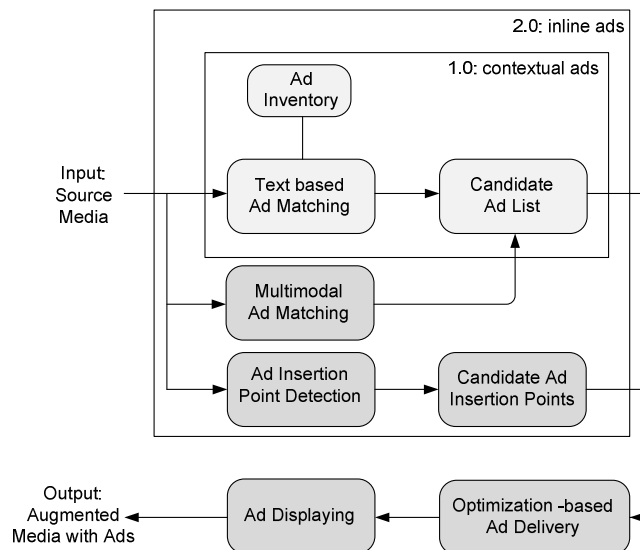 2.0: inline ads
1.0: contextual ads
Ad
Inventory
Input:
Source
Media
Text based
Ad Matching
Candidate
Ad List
Multimodal
Ad Matching
Ad Insertion
Point Detection
Candidate Ad
Insertion Points
Output:
Augmented
Media with Ads
Ad Displaying
Optimization -based
Ad Delivery